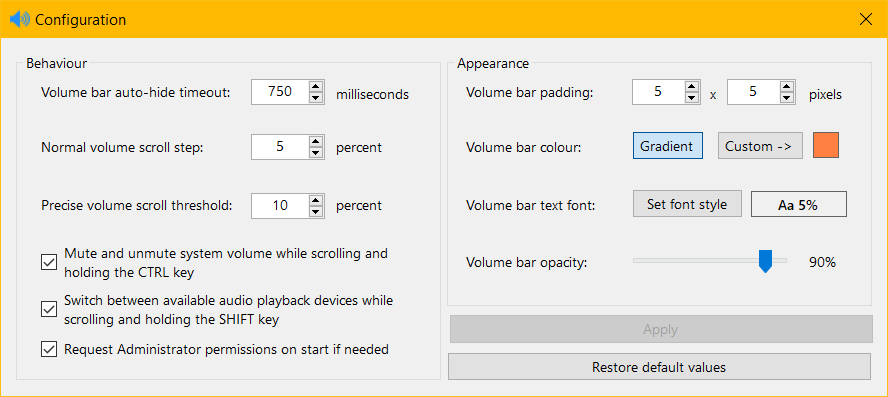 Configuration
Behaviour
Volume bar auto-hide timeout: 750 milliseconds
Normal volume scroll step: 5 percent
Precise volume scroll threshold: 10 percent
Mute and unmute system volume while scrolling and
holding the CTRL key
Switch between available audio playback devices while
scrolling and holding the SHIFT key
Request Administrator permissions on start if needed
Appearance
Volume bar padding: 5 x 5 pixels
Volume bar colour: Gradient Custom ->
Volume bar text font: Set font style Aa 5%
Volume bar opacity: 90%
Apply
Restore default values